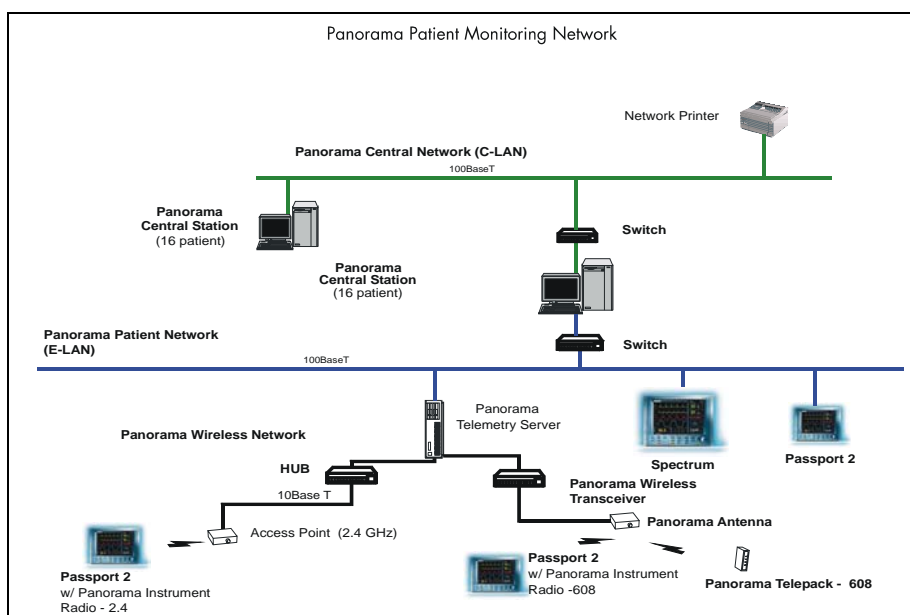 Panorama Patient Monitoring Network
Network Printer
Panorama Central Network (C-LAN)
100BaseT
Panorama
Central Station
(16 patient)
Switch
Panorama
Central Station
(16 patient)
Panorama Patient Network
(E-LAN)
Switch
100BaseT
Panorama
Telemetry Server
Panorama Wireless Network
Spectrum
Passport 2
HUB
Panorama Wireless
Transceiver
10Base T
Access Point (2.4 GHz)
Panorama Antenna
Passport 2
w/ Panorama Instrument
Radio - 2.4
Passport 2
w/ Panorama Instrument
Radio -608
Panorama Telepack - 608